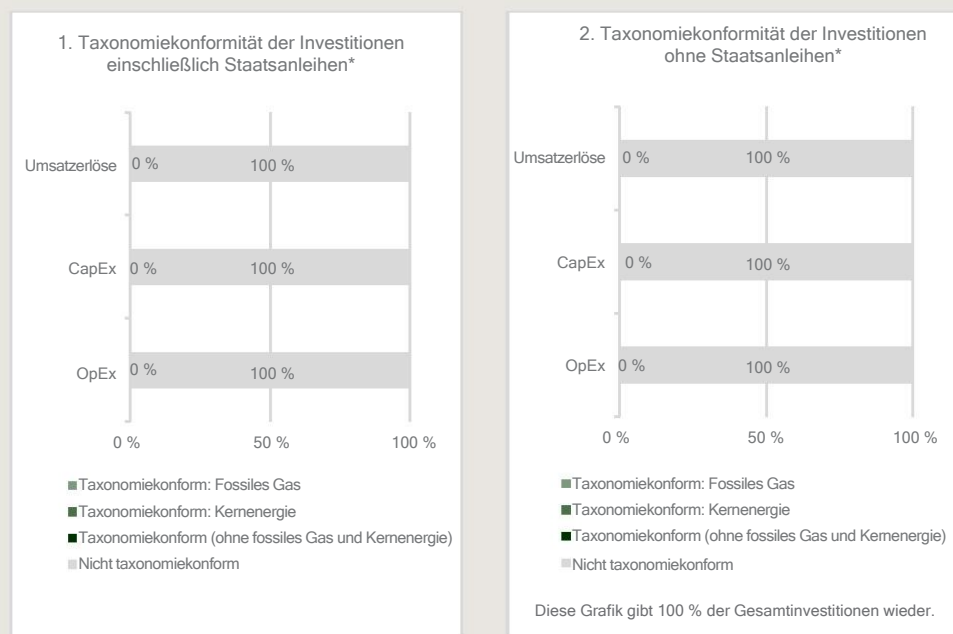 1. Taxonomiekonformität der Investitionen
einschließlich Staatsanleihen*
Umsatzerlöse 0 % 100 %
CapEx 0 % 100 %
OpEx 0 % 100 %
0 % 50 % 100 %
Taxonomiekonform: Fossiles Gas
Taxonomiekonform: Kernenergie
Taxonomiekonform (ohne fossiles Gas und Kernenergie)
Nicht taxonomiekonform
2. Taxonomiekonformität der Investitionen
ohne Staatsanleihen*
Umsatzerlöse 0 % 100 %
CapEx 0 % 100 %
OpEx 0 % 100 %
0 % 50 % 100 %
Taxonomiekonform: Fossiles Gas
Taxonomiekonform: Kernenergie
Taxonomiekonform (ohne fossiles Gas und Kernenergie)
Nicht taxonomiekonform
Diese Grafik gibt 100 % der Gesamtinvestitionen wieder.